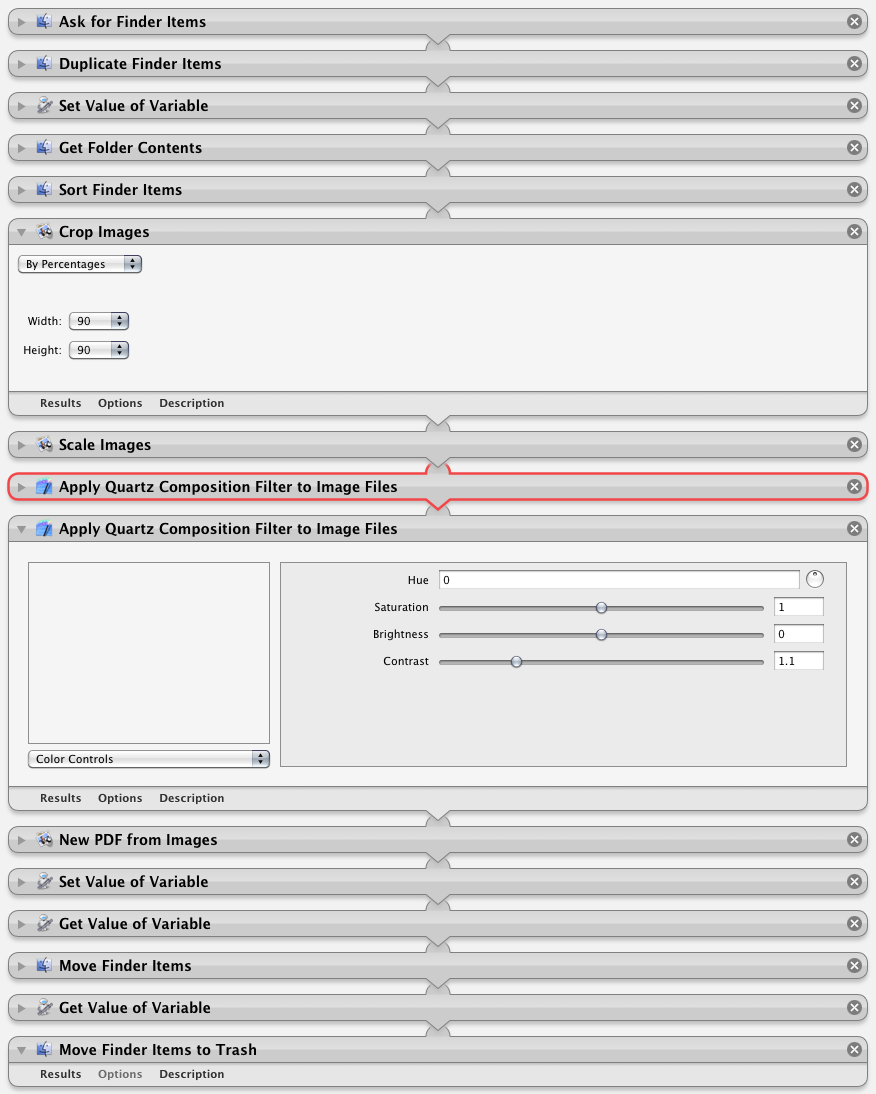 Ask for Finder Items
Duplicate Finder Items
Set Value of Variable
Get Folder Contents
Sort Finder Items
Crop Images
By Percentages
Width: 90
Height: 90
Results Options Description
Scale Images
Apply Quartz Composition Filter to Image Files
Apply Quartz Composition Filter to Image Files
Hue 0
Saturation 1
Brightness 0
Contrast 1.1
Color Controls
Results Options Description
New PDF from Images
Set Value of Variable
Get Value of Variable
Move Finder Items
Get Value of Variable
Move Finder Items to Trash
Results Options Description